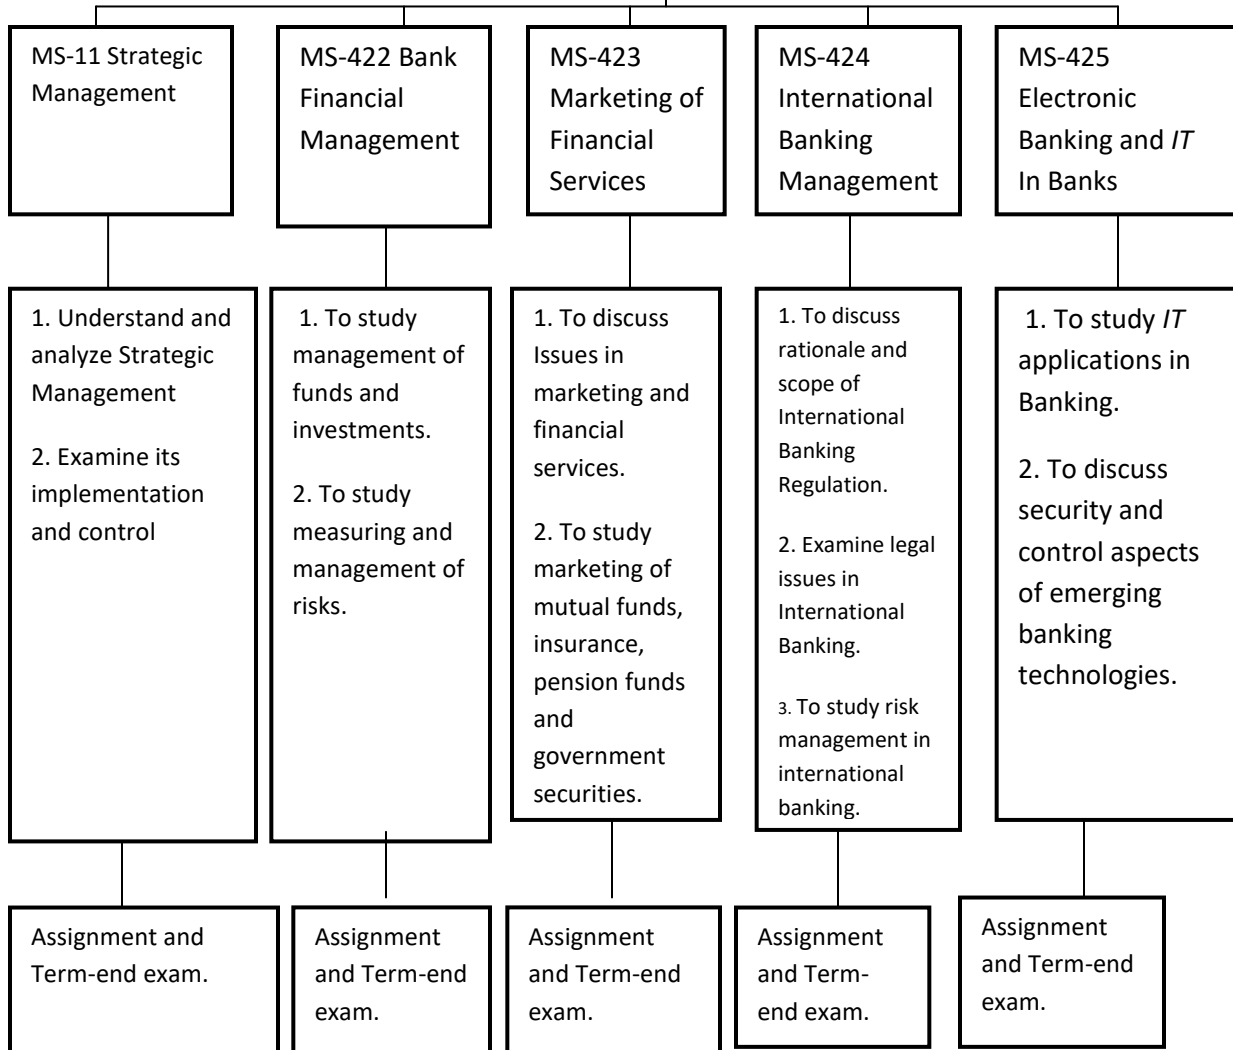 MS-11 Strategic
Management
MS-422 Bank
Financial
Management
MS-423
Marketing of
Financial
Services
MS-424
International
Banking
Management
MS-425
Electronic
Banking and IT
In Banks
1. Understand and
analyze Strategic
Management
2. Examine its
implementation
and control
1. To study
management of
funds and
investments.
2. To study
measuring and
management of
risks.
1. To discuss
Issues in
marketing and
financial
services.
2. To study
marketing of
mutual funds,
insurance,
pension funds
and
government
securities.
1. To discuss
rationale and
scope of
International
Banking
Regulation.
2. Examine legal
issues in
International
Banking.
3. To study risk
management in
international
banking.
1. To study IT
applications in
Banking.
2. To discuss
security and
control aspects
of emerging
banking
technologies.
Assignment and
Term-end exam.
Assignment
and Term-end
exam.
Assignment
and Term-end
exam.
Assignment
and Term-
end exam.
Assignment
and Term-end
exam.